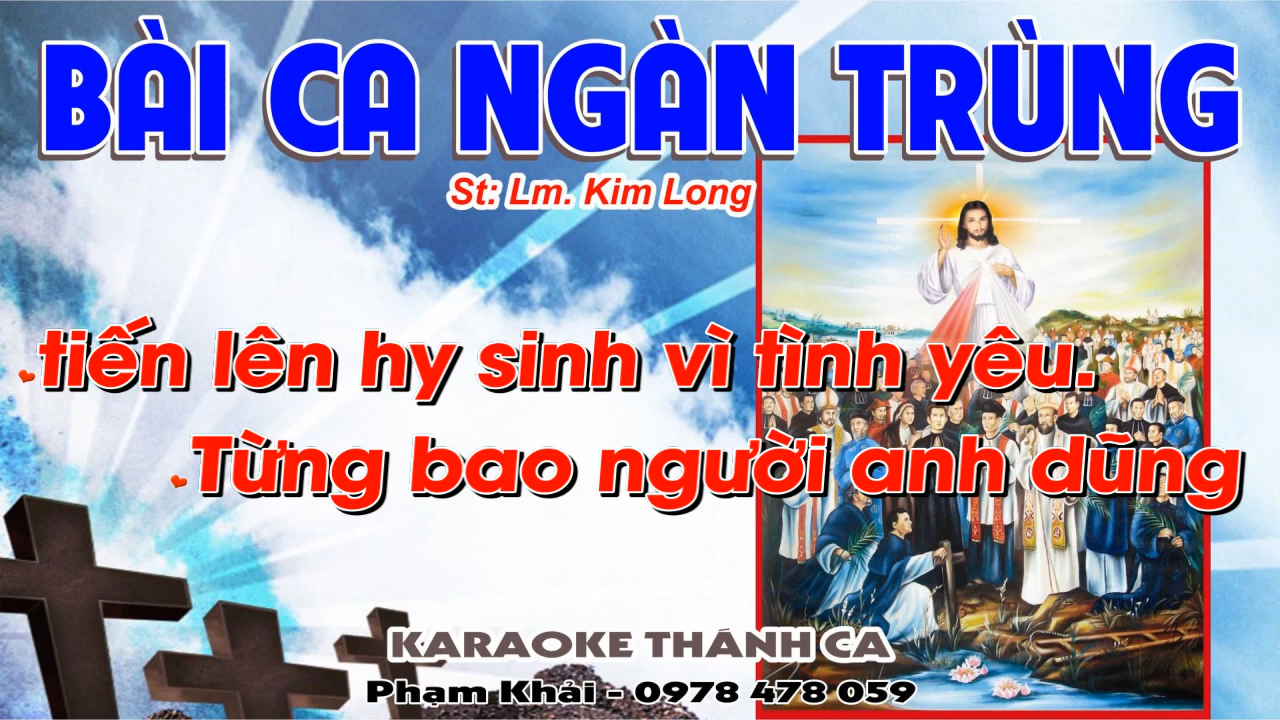 BÀI CA NGÀN TRÙNG
St: Lm. Kim Long
tiến lên hy sinh vì tình yêu.
Từng bao người anh dũng
KARAOKE THÁNH CA
Phạm Khải - 0978 478 059